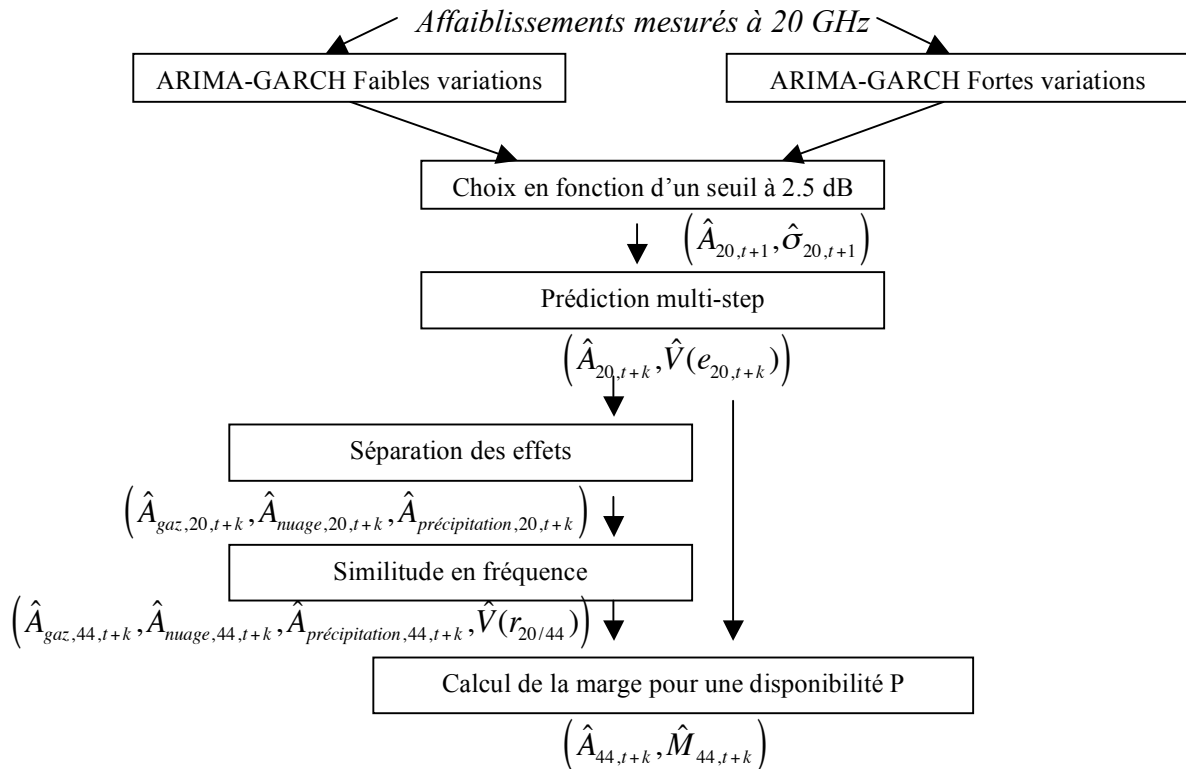 Affaiblissements mesurés à 20 GHz
ARIMA-GARCH Faibles variations
ARIMA-GARCH Fortes variations
Choix en fonction d’un seuil à 2.5 dB
(Â_{20,t+1}, σ̂_{20,t+1})
Prédiction multi-step
(Â_{20,t+k}, V̂(e_{20,t+k}))
Séparation des effets
(Â_{gaz,20,t+k}, Â_{nuage,20,t+k}, Â_{précipitation,20,t+k})
Similitude en fréquence
(Â_{gaz,44,t+k}, Â_{nuage,44,t+k}, Â_{précipitation,44,t+k}, V̂(r_{20/44}))
Calcul de la marge pour une disponibilité P
(Â_{44,t+k}, M̂_{44,t+k})